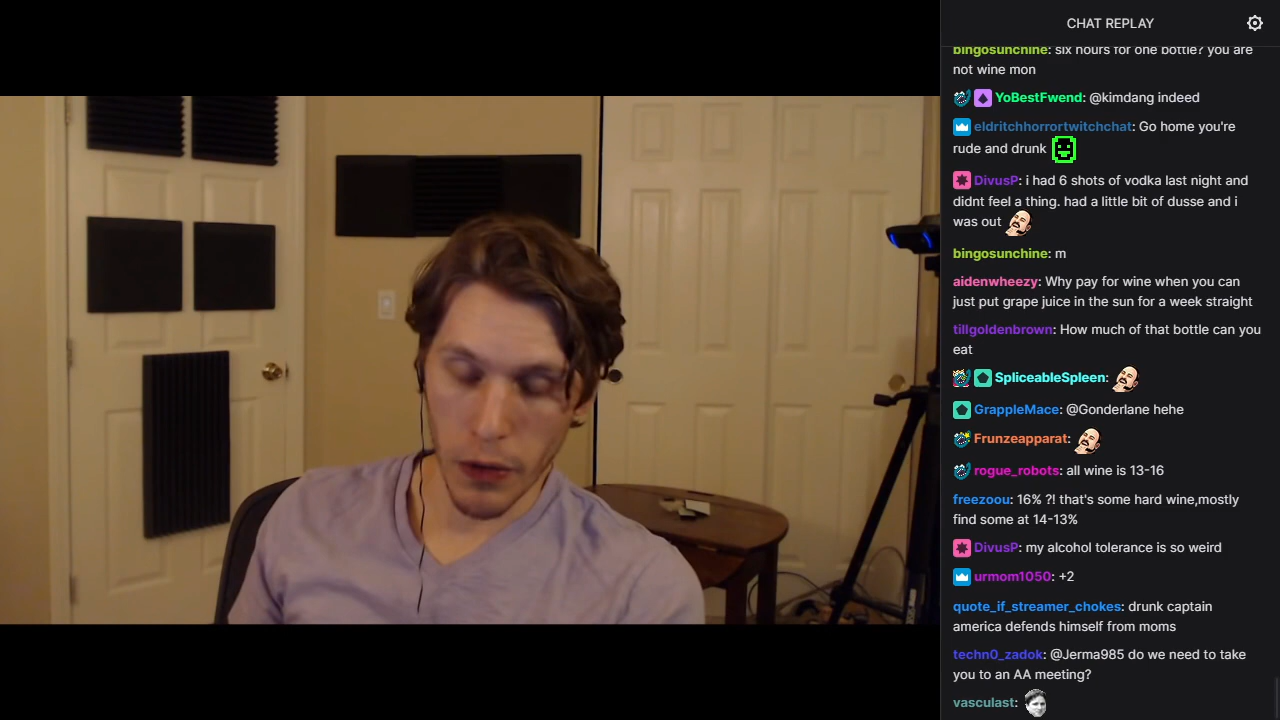 CHAT REPLAY
bingosunchine: six hours for one bottle? you are
not wine mon
YoBestFwend: @kimdang indeed
eldritchhorrortwitchchat: Go home you're
rude and drunk
DivusP: i had 6 shots of vodka last night and
didnt feel a thing. had a little bit of dusse and i
was out
bingosunchine: m
aidenwheezy: Why pay for wine when you can
just put grape juice in the sun for a week straight
tillgoldenbrown: How much of that bottle can you
eat
SpliceableSpleen:
GrappleMace: @Gonderlane hehe
Frunzeapparat:
rogue_robots: all wine is 13-16
freezoou: 16% ?! that's some hard wine,mostly
find some at 14-13%
DivusP: my alcohol tolerance is so weird
urmom1050: +2
quote_if_streamer_chokes: drunk captain
america defends himself from moms
techn0_zadok: @Jerma985 do we need to take
you to an AA meeting?
vasculast: